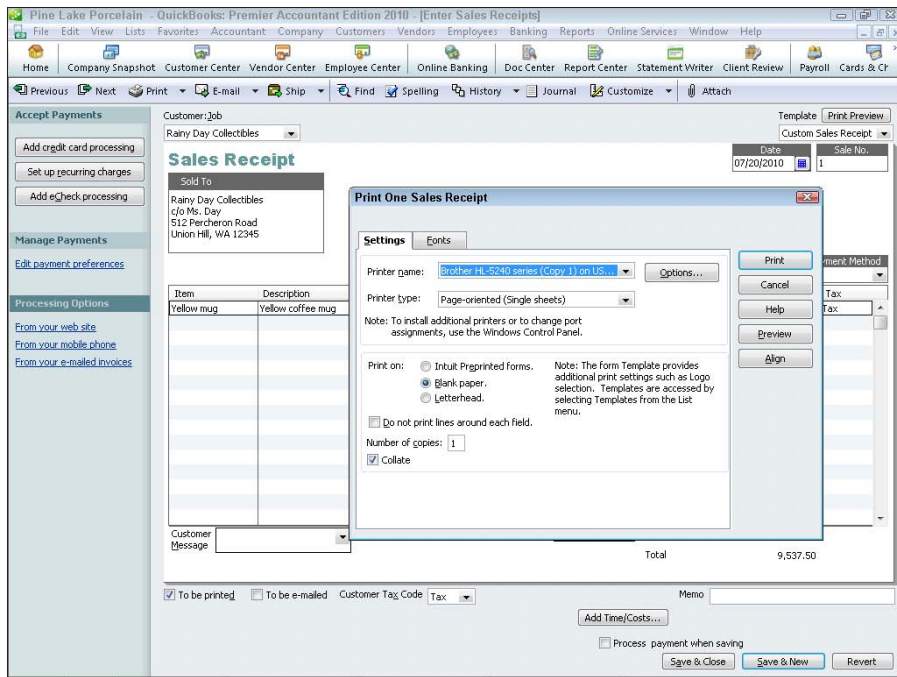 Pine Lake Porcelain - QuickBooks: Premier Accountant Edition 2010 - [Enter Sales Receipts]
File Edit View Lists Favorites Accountant Company Customers Vendors Employees Banking Reports Online Services Window Help
Home Company Snapshot Customer Center Vendor Center Employee Center Online Banking Doc Center Report Center Statement Writer Client Review Payroll Cards & Ch
Previous Next Print E-mail Ship Find Spelling History Journal Customize Attach
Accept Payments
Add credit card processing
Set up recurring charges
Add eCheck processing
Manage Payments
Edit payment preferences
Processing Options
From your web site
From your mobile phone
From your e-mailed invoices
Customer:Job
Rainy Day Collectibles
Template Print Preview
Custom Sales Receipt
Sales Receipt
Date Sale No.
07/20/2010 1
Sold To
Rainy Day Collectibles
c/o Ms. Day
512 Percheron Road
Union Hill, WA 12345
yment Method
Item Description Tax
Yellow mug Yellow coffee mug Tax
Print One Sales Receipt
Settings Fonts
Printer name: Brother HL-5240 series (Copy 1) on US... Options...
Printer type: Page-oriented (Single sheets)
Note: To install additional printers or to change port
assignments, use the Windows Control Panel.
Print on: Intuit Preprinted forms.
Blank paper.
Letterhead.
Note: The form Template provides
additional print settings such as Logo
selection. Templates are accessed by
selecting Templates from the List
menu.
Do not print lines around each field.
Number of copies: 1
Collate
Print
Cancel
Help
Preview
Align
Customer
Message
Total 9,537.50
To be printed To be e-mailed Customer Tax Code Tax Memo
Add Time/Costs...
Process payment when saving
Save & Close Save & New Revert